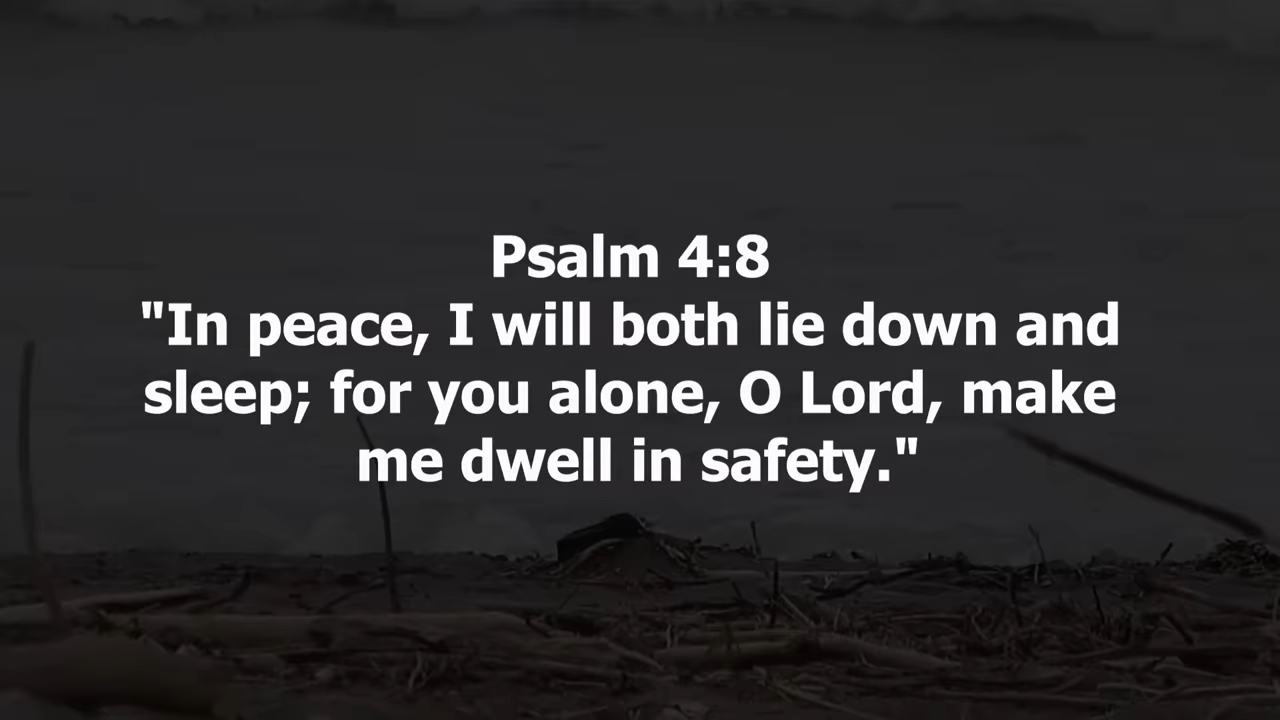 Psalm 4:8
"In peace, I will both lie down and
sleep; for you alone, O Lord, make
me dwell in safety."